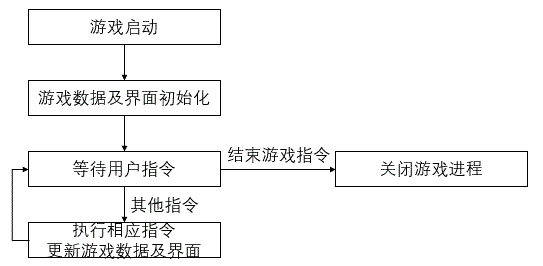 游戏启动
游戏数据及界面初始化
等待用户指令
结束游戏指令
关闭游戏进程
其他指令
执行相应指令
更新游戏数据及界面